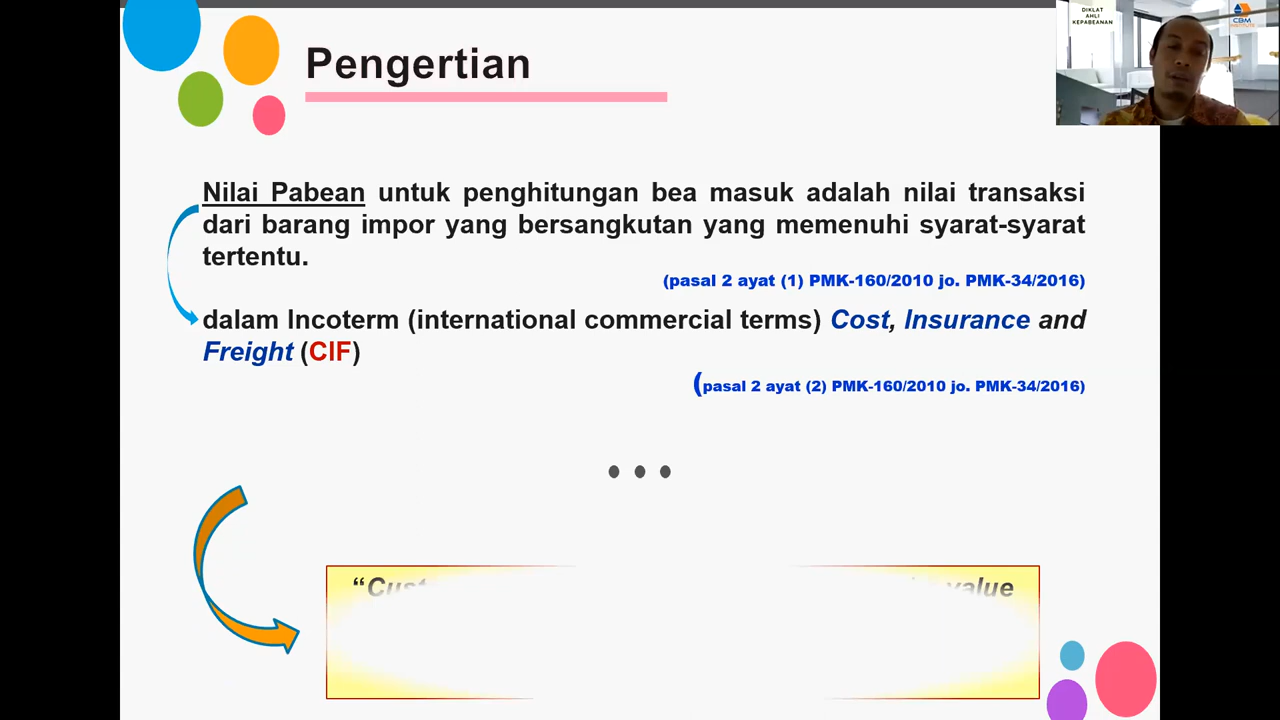 DIKLAT
AHLI
KEPABEANAN
CBM
INSTITUTE
Pengertian
Nilai Pabean untuk penghitungan bea masuk adalah nilai transaksi
dari barang impor yang bersangkutan yang memenuhi syarat-syarat
tertentu.
(pasal 2 ayat (1) PMK-160/2010 jo. PMK-34/2016)
dalam Incoterm (international commercial terms) Cost, Insurance and
Freight (CIF)
(pasal 2 ayat (2) PMK-160/2010 jo. PMK-34/2016)
value